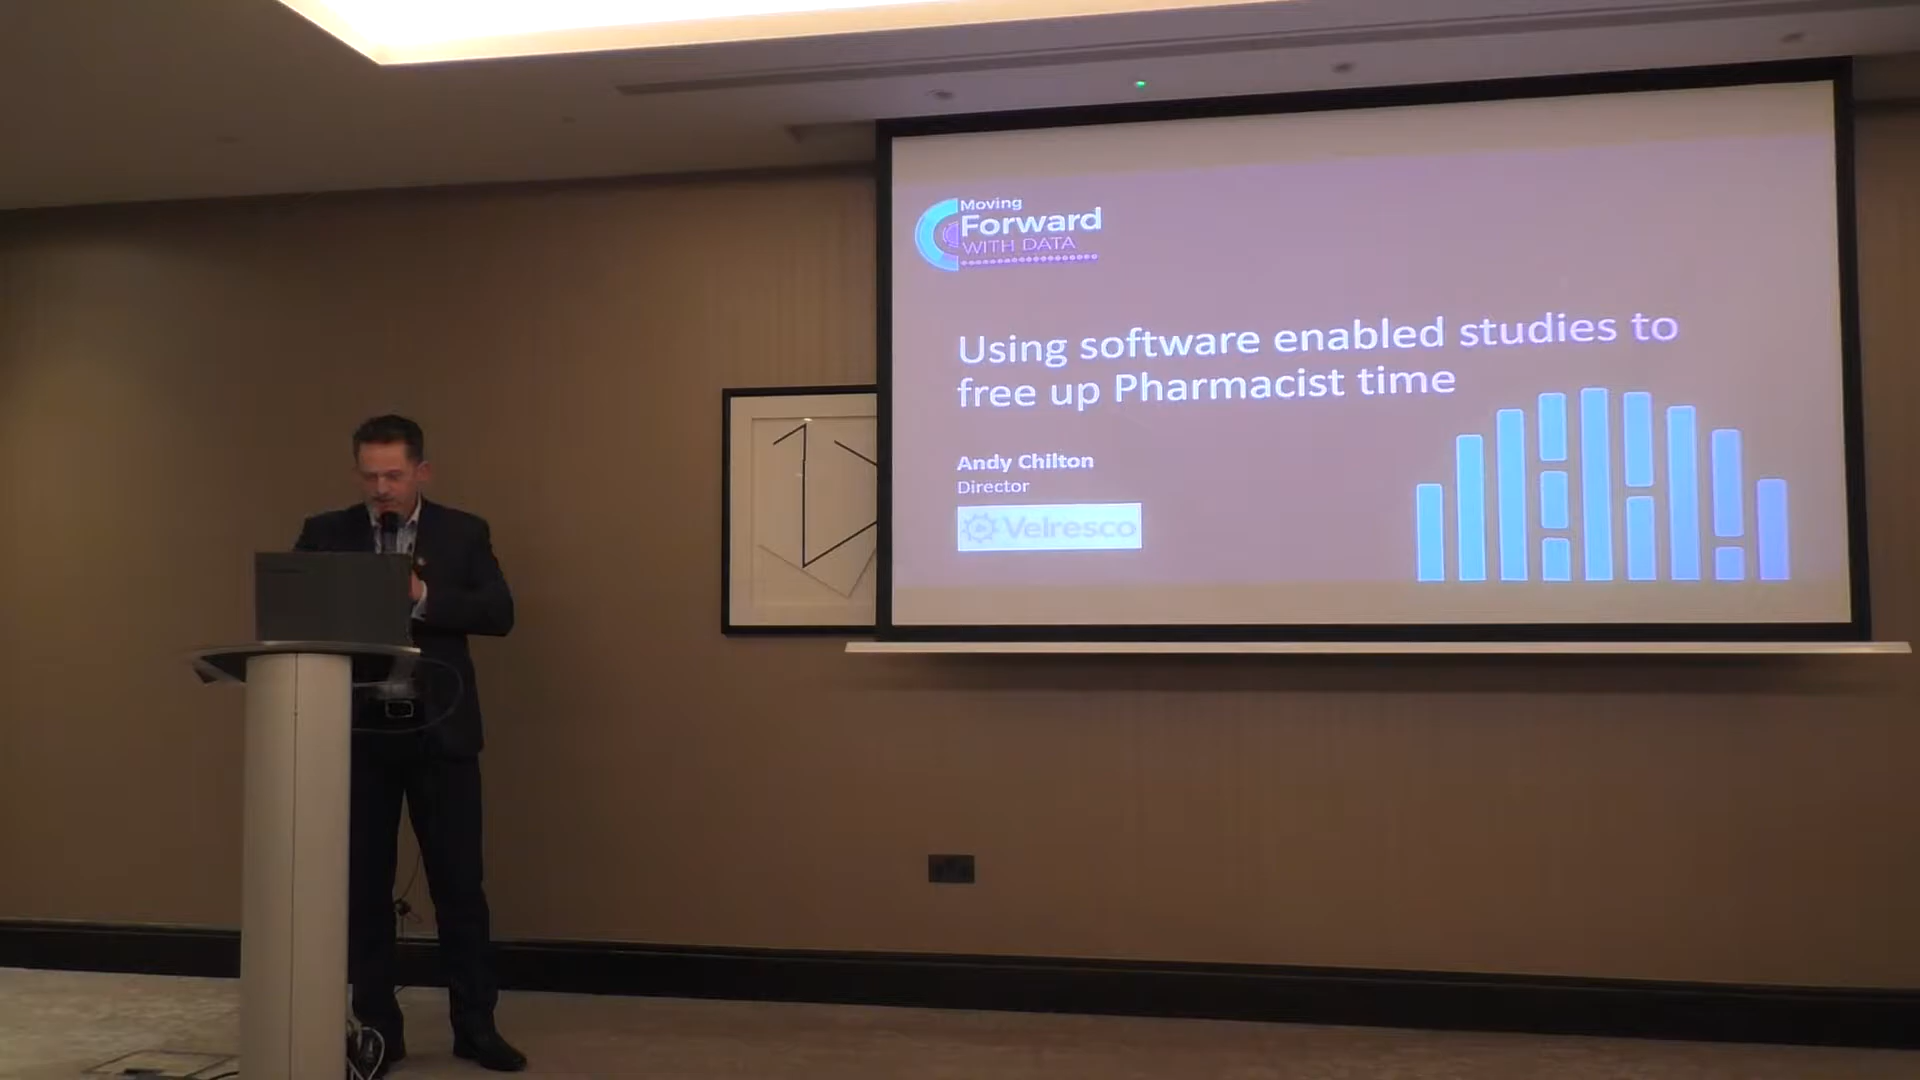 Moving
Forward
WITH DATA
Using software enabled studies to
free up Pharmacist time
Andy Chilton
Director
Velresco